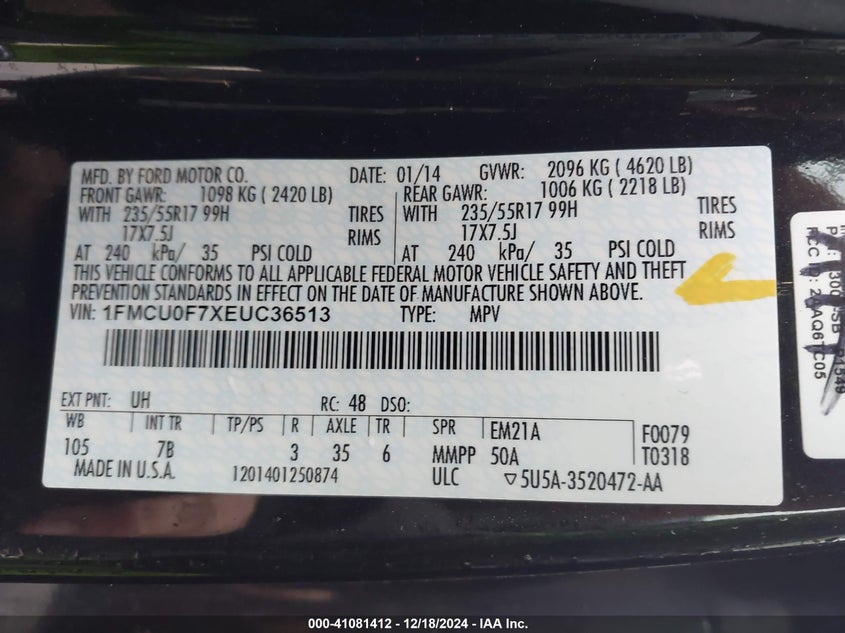 MFD. BY FORD MOTOR CO. DATE: 01/14 GVWR: 2096 KG ( 4620 LB)
FRONT GAWR: 1098 KG ( 2420 LB) REAR GAWR: 1006 KG ( 2218 LB)
WITH 235/55R17 99H TIRES WITH 235/55R17 99H TIRES
17X7.5J RIMS 17X7.5J RIMS
AT 240 kPa/ 35 PSI COLD AT 240 kPa/ 35 PSI COLD
THIS VEHICLE CONFORMS TO ALL APPLICABLE FEDERAL MOTOR VEHICLE SAFETY AND THEFT
PREVENTION STANDARDS IN EFFECT ON THE DATE OF MANUFACTURE SHOWN ABOVE.
VIN: 1FMCU0F7XEUC36513 TYPE: MPV
EXT PNT: UH RC: 48 DSO:
WB INT TR TP/PS R AXLE TR SPR EM21A F0079
105 7B 3 35 6 MMPP 50A T0318
MADE IN U.S.A. 1201401250874 ULC ▽5U5A-3520472-AA
000-41081412 - 12/18/2024 - IAA Inc.